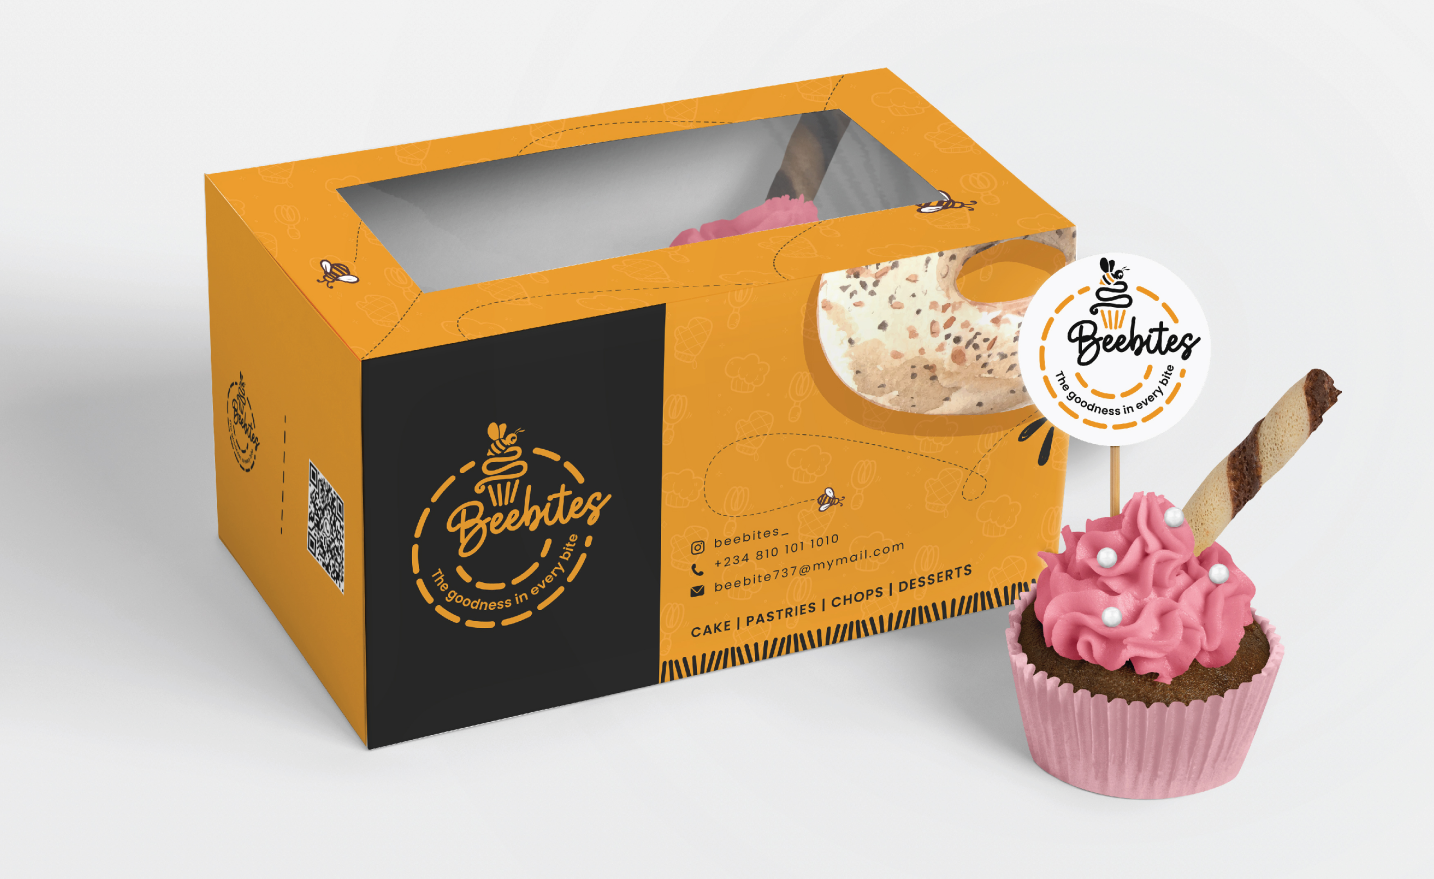 Beebites
The goodness in every bite
Beebites
Beebites
The goodness in every bite
beebites_
+234 810 101 1010
beebite737@mymail.com
CAKE | PASTRIES | CHOPS | DESSERTS